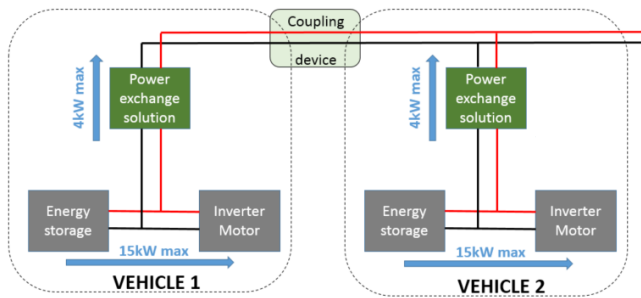 Coupling
device
4kW max
Power
exchange
solution
Energy
storage
Inverter
Motor
15kW max
VEHICLE 1
4kW max
Power
exchange
solution
Energy
storage
Inverter
Motor
15kW max
VEHICLE 2